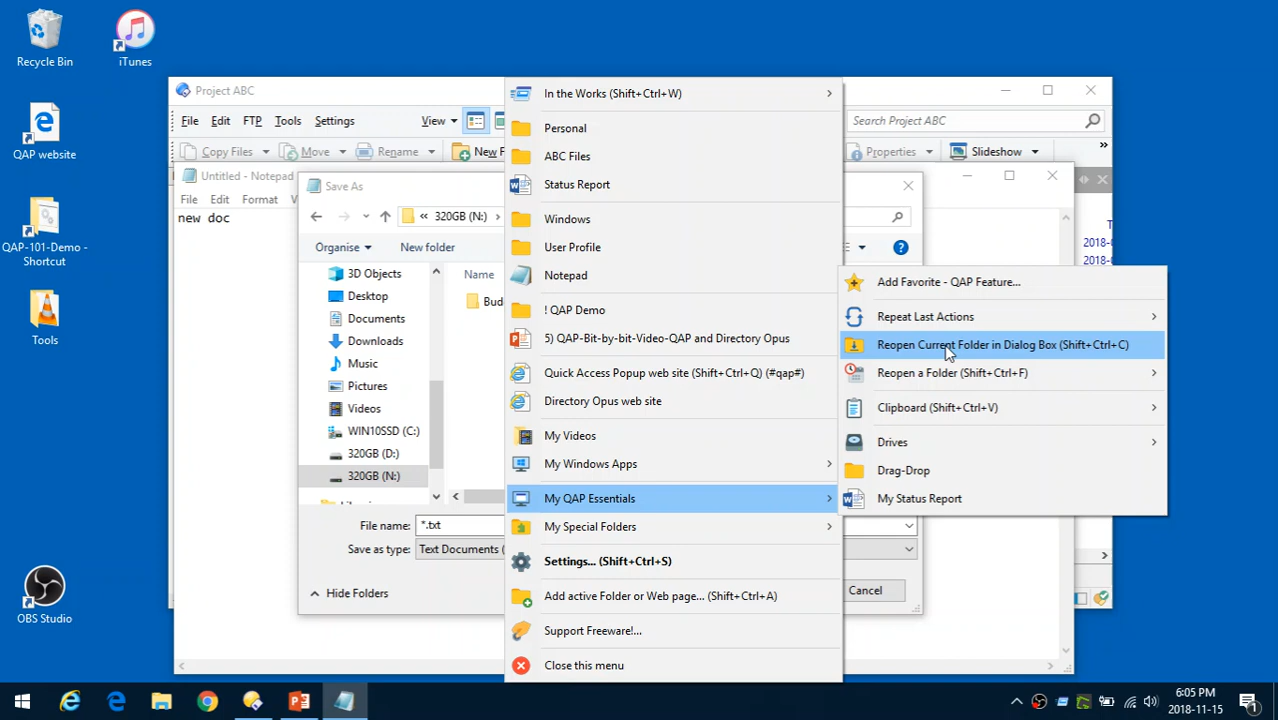 Recycle Bin
iTunes
QAP website
QAP-101-Demo -
Shortcut
Tools
OBS Studio
Project ABC
File
Edit
FTP
Tools
Settings
View
Search Project ABC
Copy Files
Move
Rename
New F
Properties
Slideshow
»
Untitled - Notepad
File
Edit
Format
V
new doc
T
2018-0
2018-0
Save As
« 320GB (N:) ›
Organise
New folder
?
Name
3D Objects
Desktop
Documents
Downloads
Music
Pictures
Videos
WIN10SSD (C:)
320GB (D:)
320GB (N:)
Bud
File name:
*.txt
Save as type:
Text Documents (
Hide Folders
Cancel
In the Works (Shift+Ctrl+W)
Personal
ABC Files
Status Report
Windows
User Profile
Notepad
! QAP Demo
5) QAP-Bit-by-bit-Video-QAP and Directory Opus
Quick Access Popup web site (Shift+Ctrl+Q) (#qap#)
Directory Opus web site
My Videos
My Windows Apps
My QAP Essentials
My Special Folders
Settings... (Shift+Ctrl+S)
Add active Folder or Web page... (Shift+Ctrl+A)
Support Freeware!...
Close this menu
Add Favorite - QAP Feature...
Repeat Last Actions
Reopen Current Folder in Dialog Box (Shift+Ctrl+C)
Reopen a Folder (Shift+Ctrl+F)
Clipboard (Shift+Ctrl+V)
Drives
Drag-Drop
My Status Report
6:05 PM
2018-11-15
1